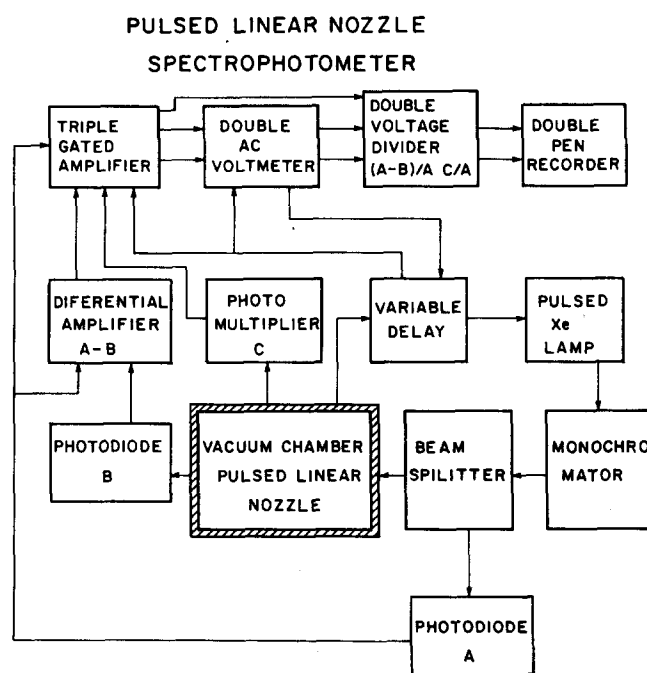 PULSED LINEAR NOZZLE
SPECTROPHOTOMETER
TRIPLE
GATED
AMPLIFIER
DOUBLE
AC
VOLTMETER
DOUBLE
VOLTAGE
DIVIDER
(A-B)/A C/A
DOUBLE
PEN
RECORDER
DIFERENTIAL
AMPLIFIER
A-B
PHOTO
MULTIPLIER
C
VARIABLE
DELAY
PULSED
Xe
LAMP
PHOTODIODE
B
VACUUM CHAMBER
PULSED LINEAR
NOZZLE
BEAM
SPILITTER
MONOCHRO
MATOR
PHOTODIODE
A